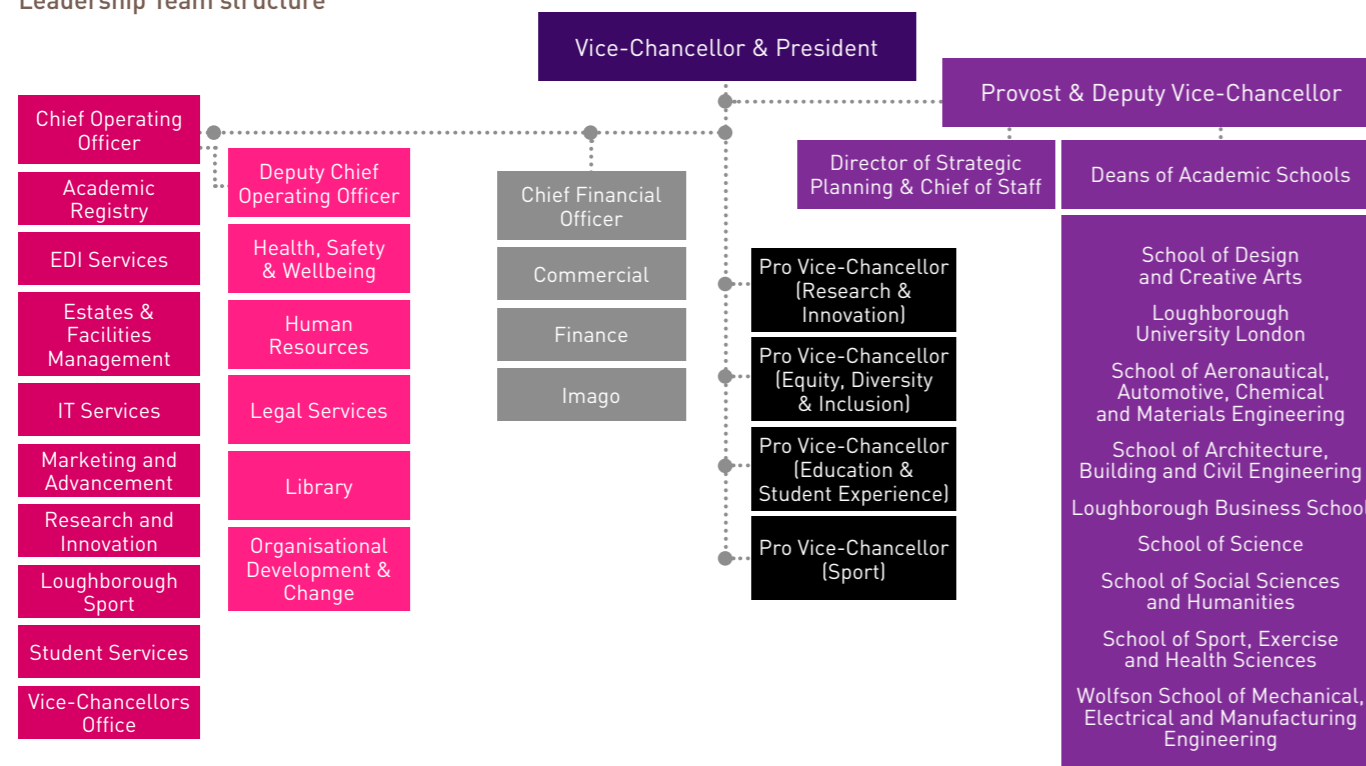 Leadership Team structure
Vice-Chancellor & President
Provost & Deputy Vice-Chancellor
Chief Operating
Officer
Academic
Registry
EDI Services
Estates &
Facilities
Management
IT Services
Marketing and
Advancement
Research and
Innovation
Loughborough
Sport
Student Services
Vice-Chancellors
Office
Deputy Chief
Operating Officer
Health, Safety
& Wellbeing
Human
Resources
Legal Services
Library
Organisational
Development &
Change
Chief Financial
Officer
Commercial
Finance
Imago
Pro Vice-Chancellor
(Research &
Innovation)
Pro Vice-Chancellor
(Equity, Diversity
& Inclusion)
Pro Vice-Chancellor
(Education &
Student Experience)
Pro Vice-Chancellor
(Sport)
Director of Strategic
Planning & Chief of Staff
Deans of Academic Schools
School of Design
and Creative Arts
Loughborough
University London
School of Aeronautical,
Automotive, Chemical
and Materials Engineering
School of Architecture,
Building and Civil Engineering
Loughborough Business School
School of Science
School of Social Sciences
and Humanities
School of Sport, Exercise
and Health Sciences
Wolfson School of Mechanical,
Electrical and Manufacturing
Engineering